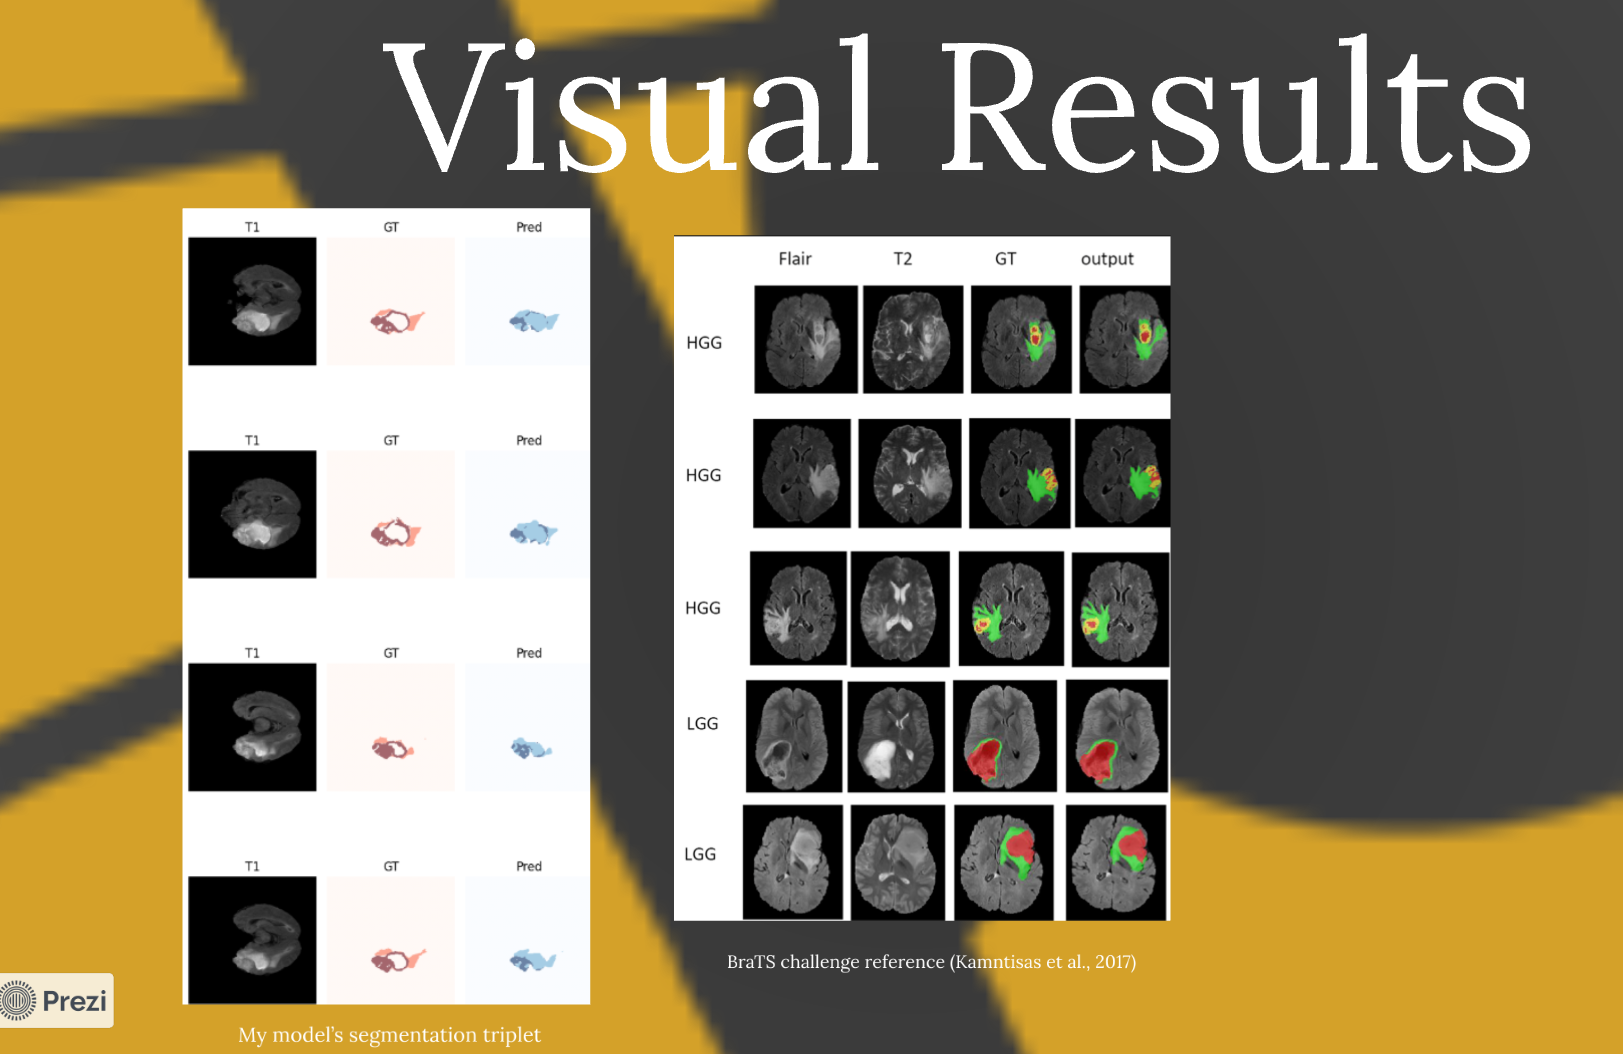 Visual Results
T1 GT Pred
T1 GT Pred
T1 GT Pred
T1 GT Pred
My model's segmentation triplet
Flair T2 GT output
HGG
HGG
HGG
LGG
LGG
BraTS challenge reference (Kamntisas et al., 2017)
Prezi